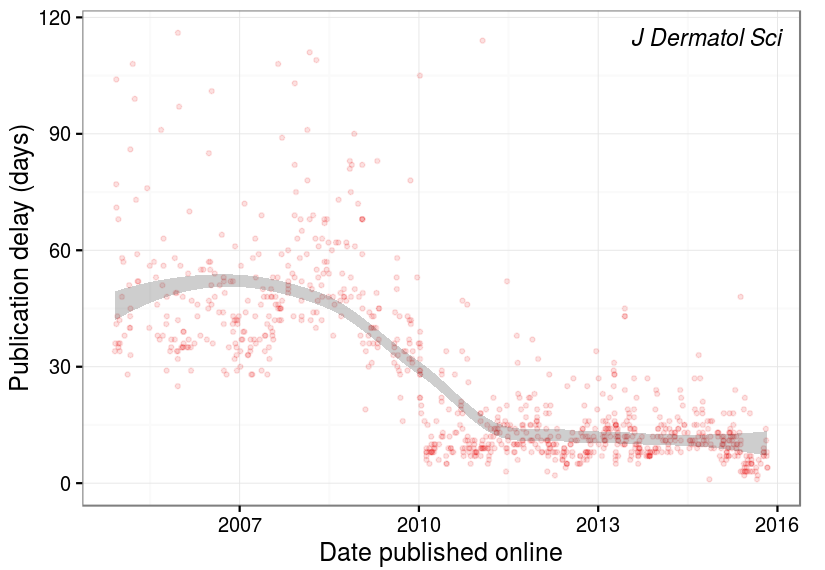 J Dermatol Sci
Publication delay (days)
120
90
60
30
0
2007 2010 2013 2016
Date published online